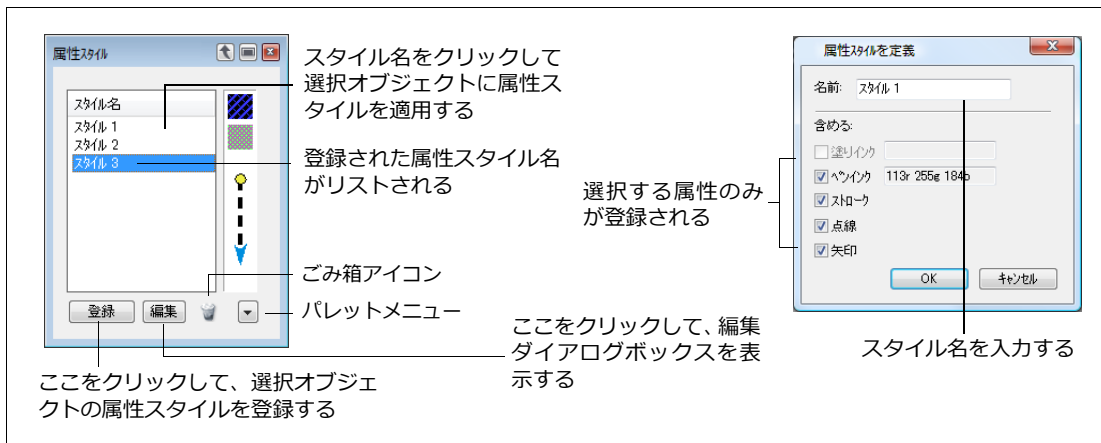 属性ｽﾀｲﾙ
スタイル名をクリックして
選択オブジェクトに属性ス
タイルを適用する
ｽﾀｲﾙ名
ｽﾀｲﾙ 1
ｽﾀｲﾙ 2
ｽﾀｲﾙ 3
登録された属性スタイル名
がリストされる
ごみ箱アイコン
パレットメニュー
登録
編集
ここをクリックして、選択オブジェ
クトの属性スタイルを登録する
ここをクリックして、編集
ダイアログボックスを表
示する
属性ｽﾀｲﾙを定義
名前: ｽﾀｲﾙ 1
含める:
塗りｲﾝｸ
ﾍﾟﾝｲﾝｸ 113r 255g 184b
ｽﾄﾛｰｸ
点線
矢印
選択する属性のみ
が登録される
OK
ｷｬﾝｾﾙ
スタイル名を入力する